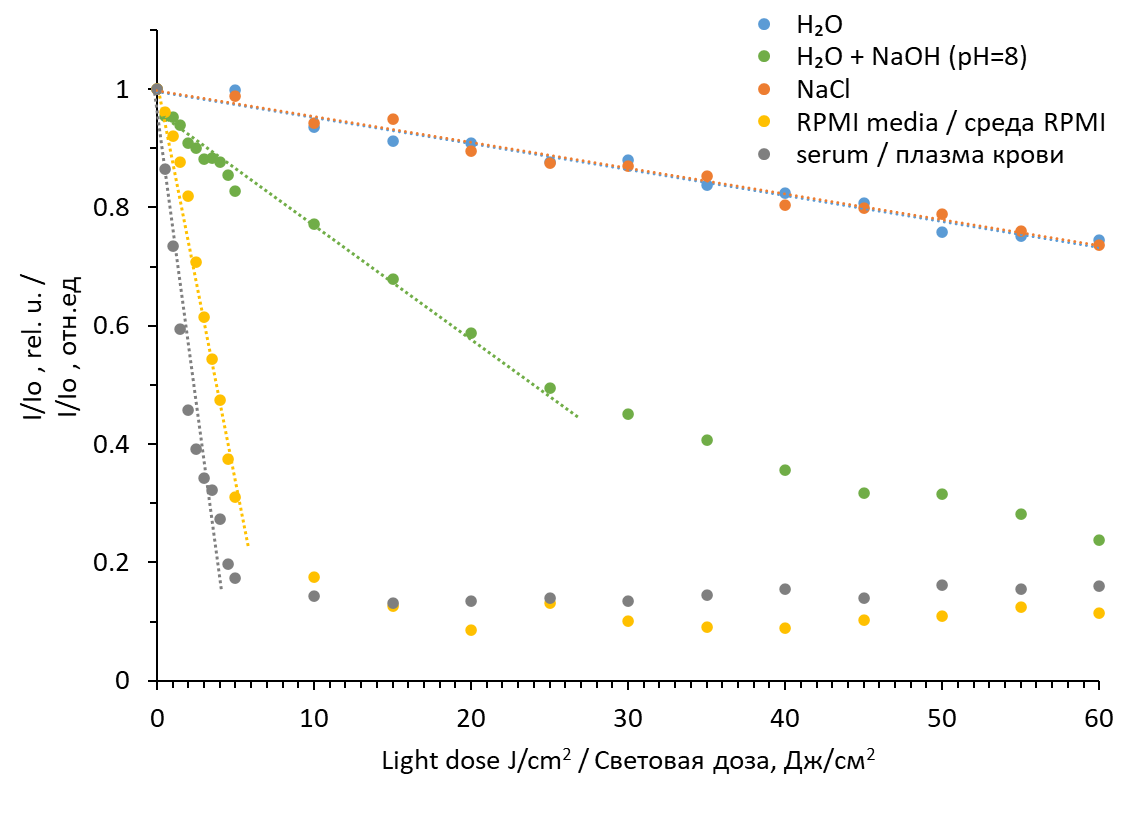 H₂O
H₂O + NaOH (pH=8)
NaCl
RPMI media / среда RPMI
serum / плазма крови
I/Io , rel. u. /
I/Io , отн.ед
1
0.8
0.6
0.4
0.2
0
0 10 20 30 40 50 60
Light dose J/cm² / Световая доза, Дж/см²